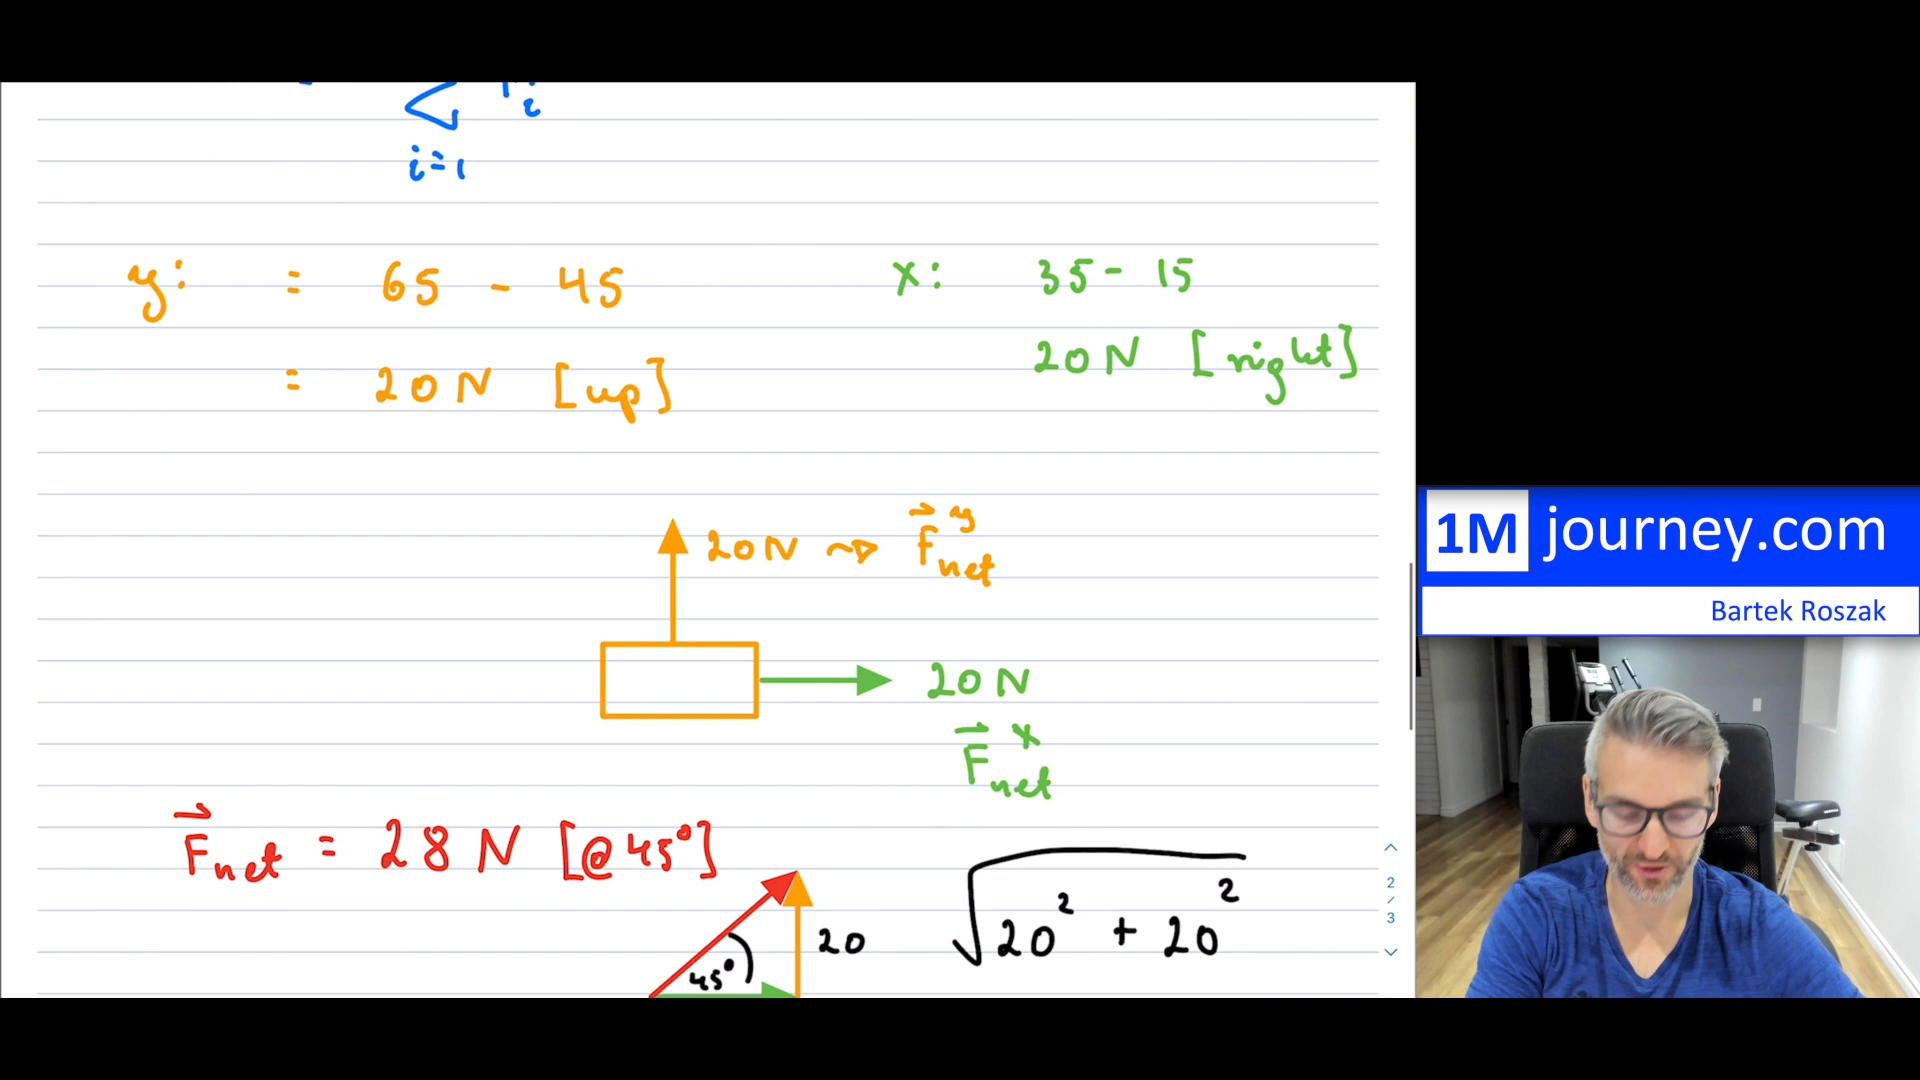 i
i=1
y: = 65 - 45
= 20 N [up]
x: 35 - 15
20 N [right]
20 N ~> F net y
20 N
F net x
F net = 28 N [@ 45°]
45°
20
√20² + 20²
1M journey.com
Bartek Roszak
2
/
3